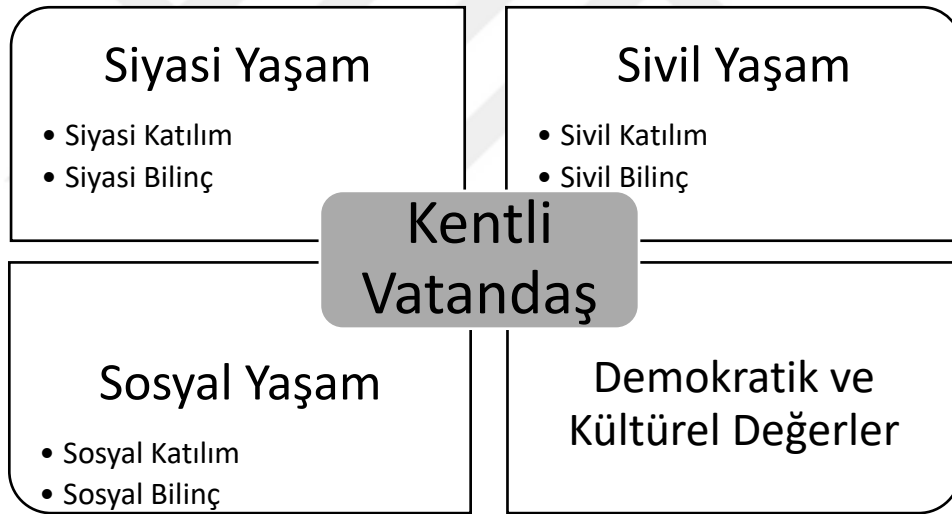 Siyasi Yaşam
• Siyasi Katılım
• Siyasi Bilinç
Sivil Yaşam
• Sivil Katılım
• Sivil Bilinç
Kentli
Vatandaş
Sosyal Yaşam
• Sosyal Katılım
• Sosyal Bilinç
Demokratik ve
Kültürel Değerler